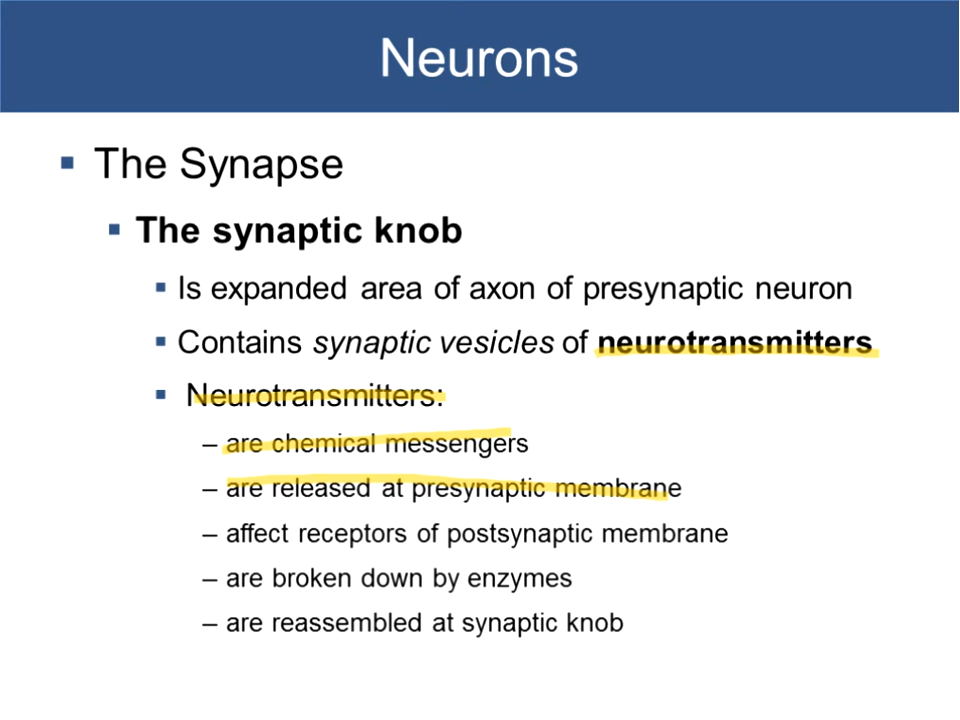 Neurons
The Synapse
The synaptic knob
Is expanded area of axon of presynaptic neuron
Contains synaptic vesicles of neurotransmitters
Neurotransmitters:
– are chemical messengers
– are released at presynaptic membrane
– affect receptors of postsynaptic membrane
– are broken down by enzymes
– are reassembled at synaptic knob